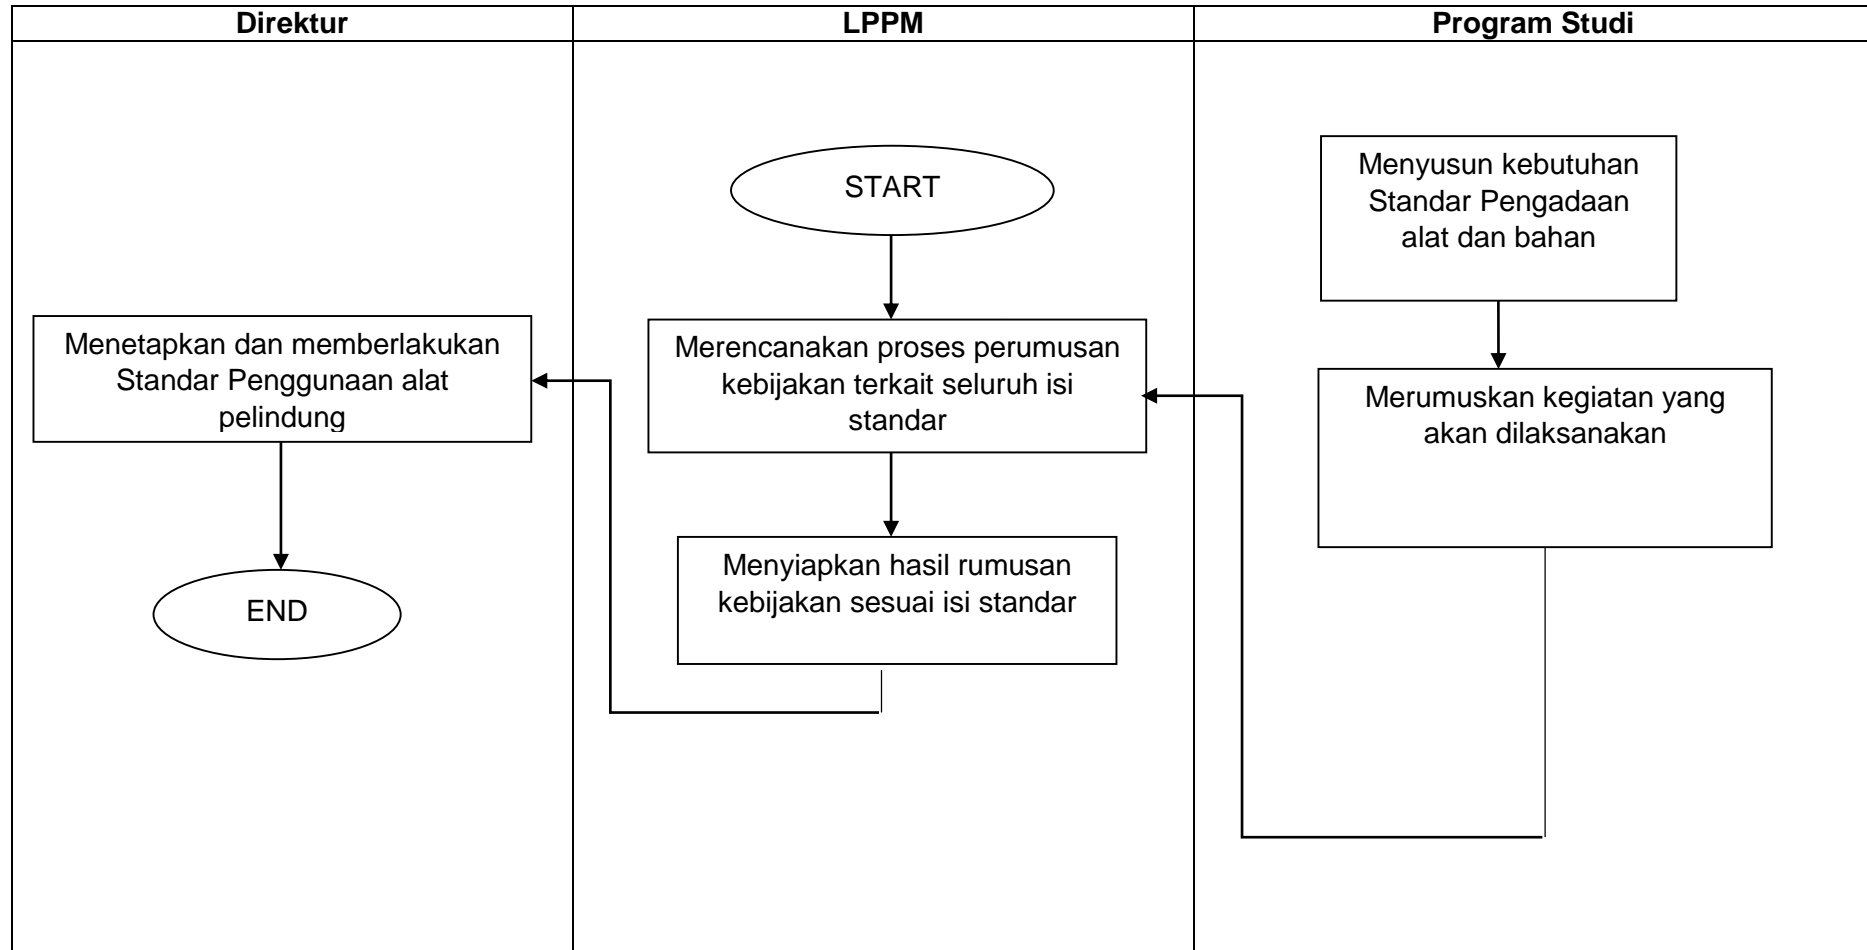 Direktur
LPPM
Program Studi
START
Merencanakan proses perumusan
kebijakan terkait seluruh isi
standar
Menyiapkan hasil rumusan
kebijakan sesuai isi standar
Menyusun kebutuhan
Standar Pengadaan
alat dan bahan
Merumuskan kegiatan yang
akan dilaksanakan
Menetapkan dan memberlakukan
Standar Penggunaan alat
pelindung
END